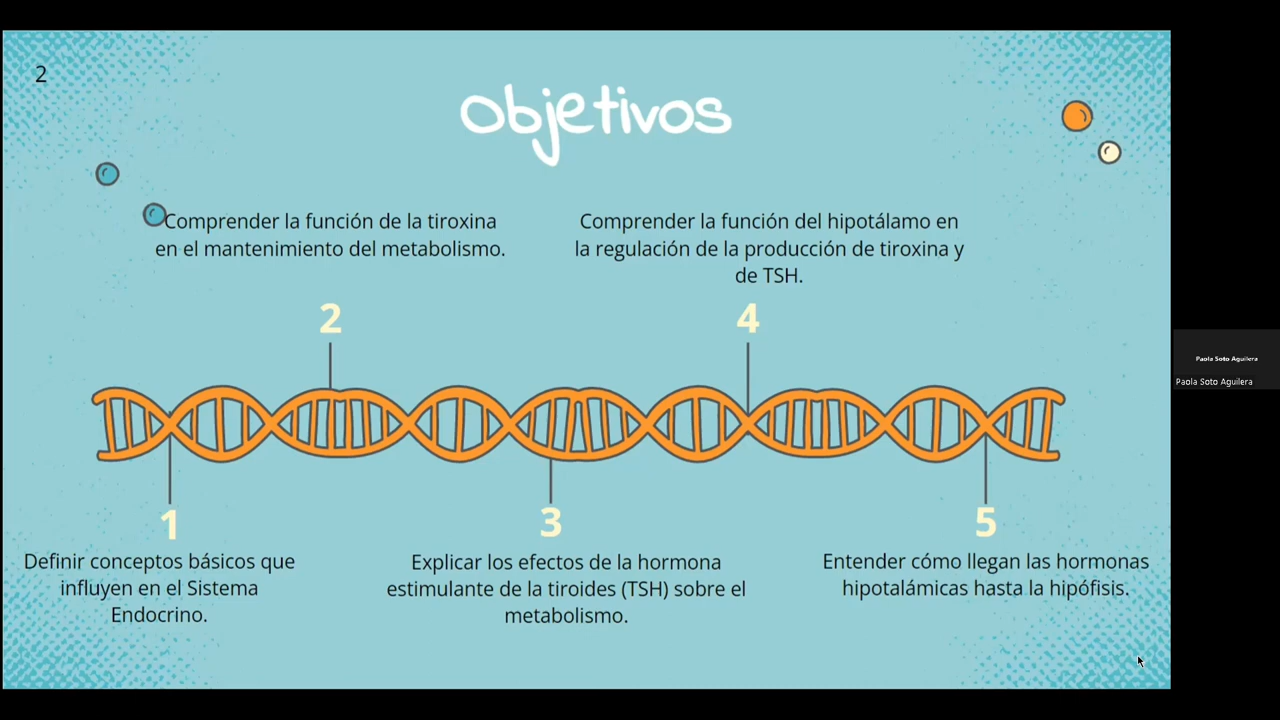 2
Objetivos
Comprender la función de la tiroxina
en el mantenimiento del metabolismo.
2
Comprender la función del hipotálamo en
la regulación de la producción de tiroxina y
de TSH.
4
1
Definir conceptos básicos que
influyen en el Sistema
Endocrino.
3
Explicar los efectos de la hormona
estimulante de la tiroides (TSH) sobre el
metabolismo.
5
Entender cómo llegan las hormonas
hipotalámicas hasta la hipófisis.
Paola Soto Aguilera
Paola Soto Aguilera